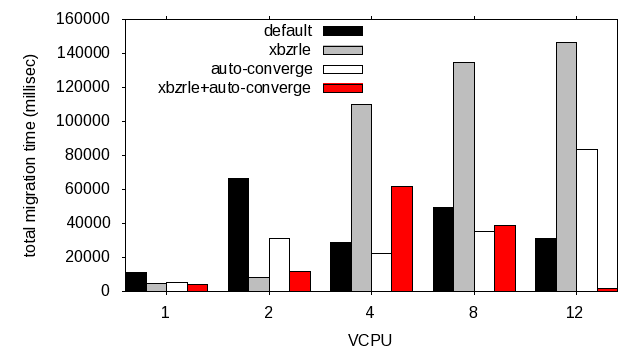 160000
140000
120000
100000
80000
60000
40000
20000
0
total migration time (millisec)
default
xbzrle
auto-converge
xbzrle+auto-converge
1 2 4 8 12
VCPU